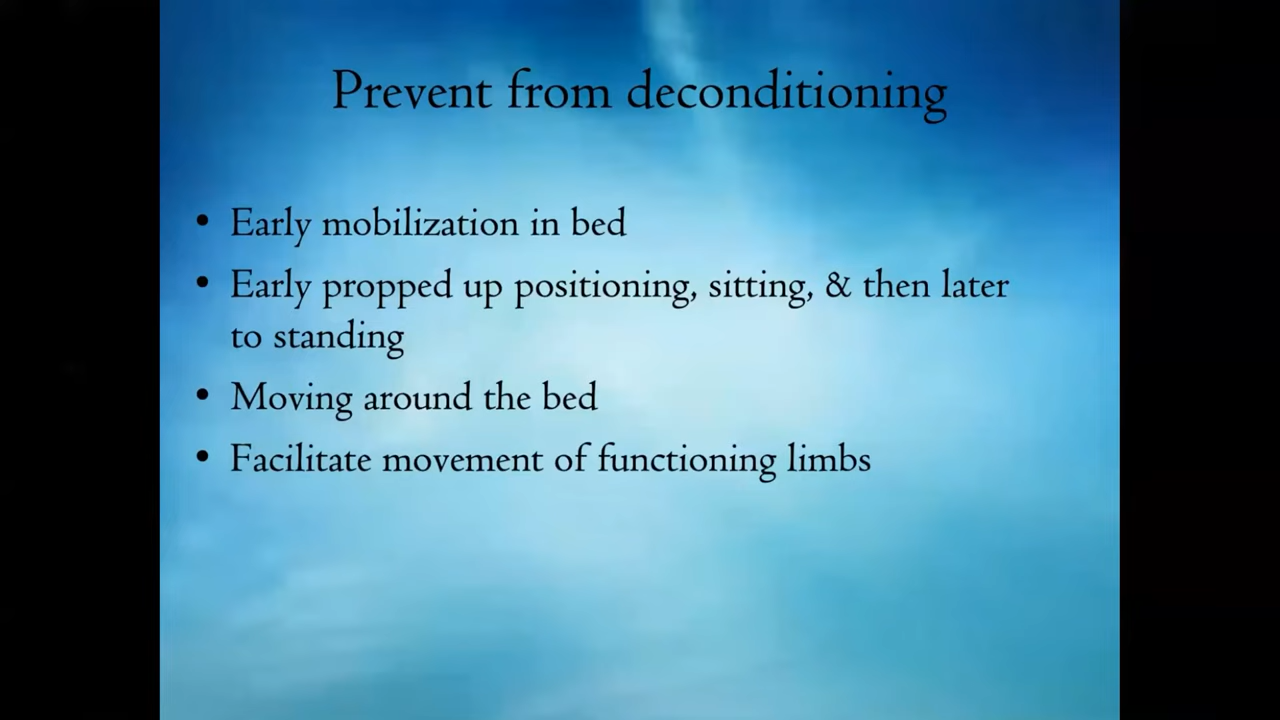 Prevent from deconditioning
• Early mobilization in bed
• Early propped up positioning, sitting, & then later
to standing
• Moving around the bed
• Facilitate movement of functioning limbs